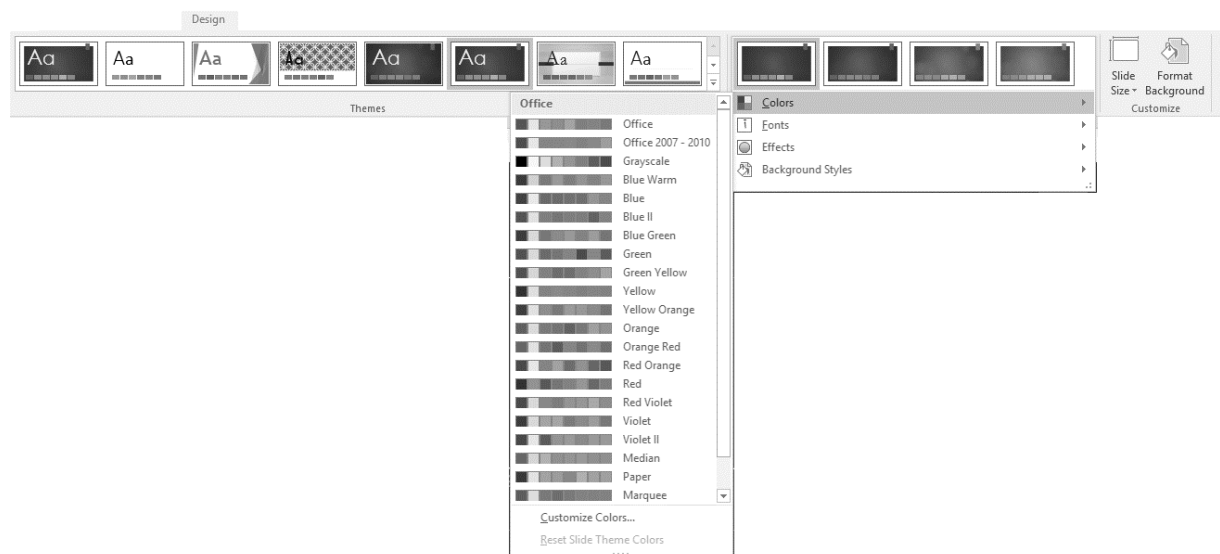 Design
Aa
Aa
Aa
Aa
Aa
Aa
Aa
Aa
Themes
Slide Size
Format Background
Customize
Colors
Fonts
Effects
Background Styles
Office
Office
Office 2007 - 2010
Grayscale
Blue Warm
Blue
Blue II
Blue Green
Green
Green Yellow
Yellow
Yellow Orange
Orange
Orange Red
Red Orange
Red
Red Violet
Violet
Violet II
Median
Paper
Marquee
Customize Colors...
Reset Slide Theme Colors